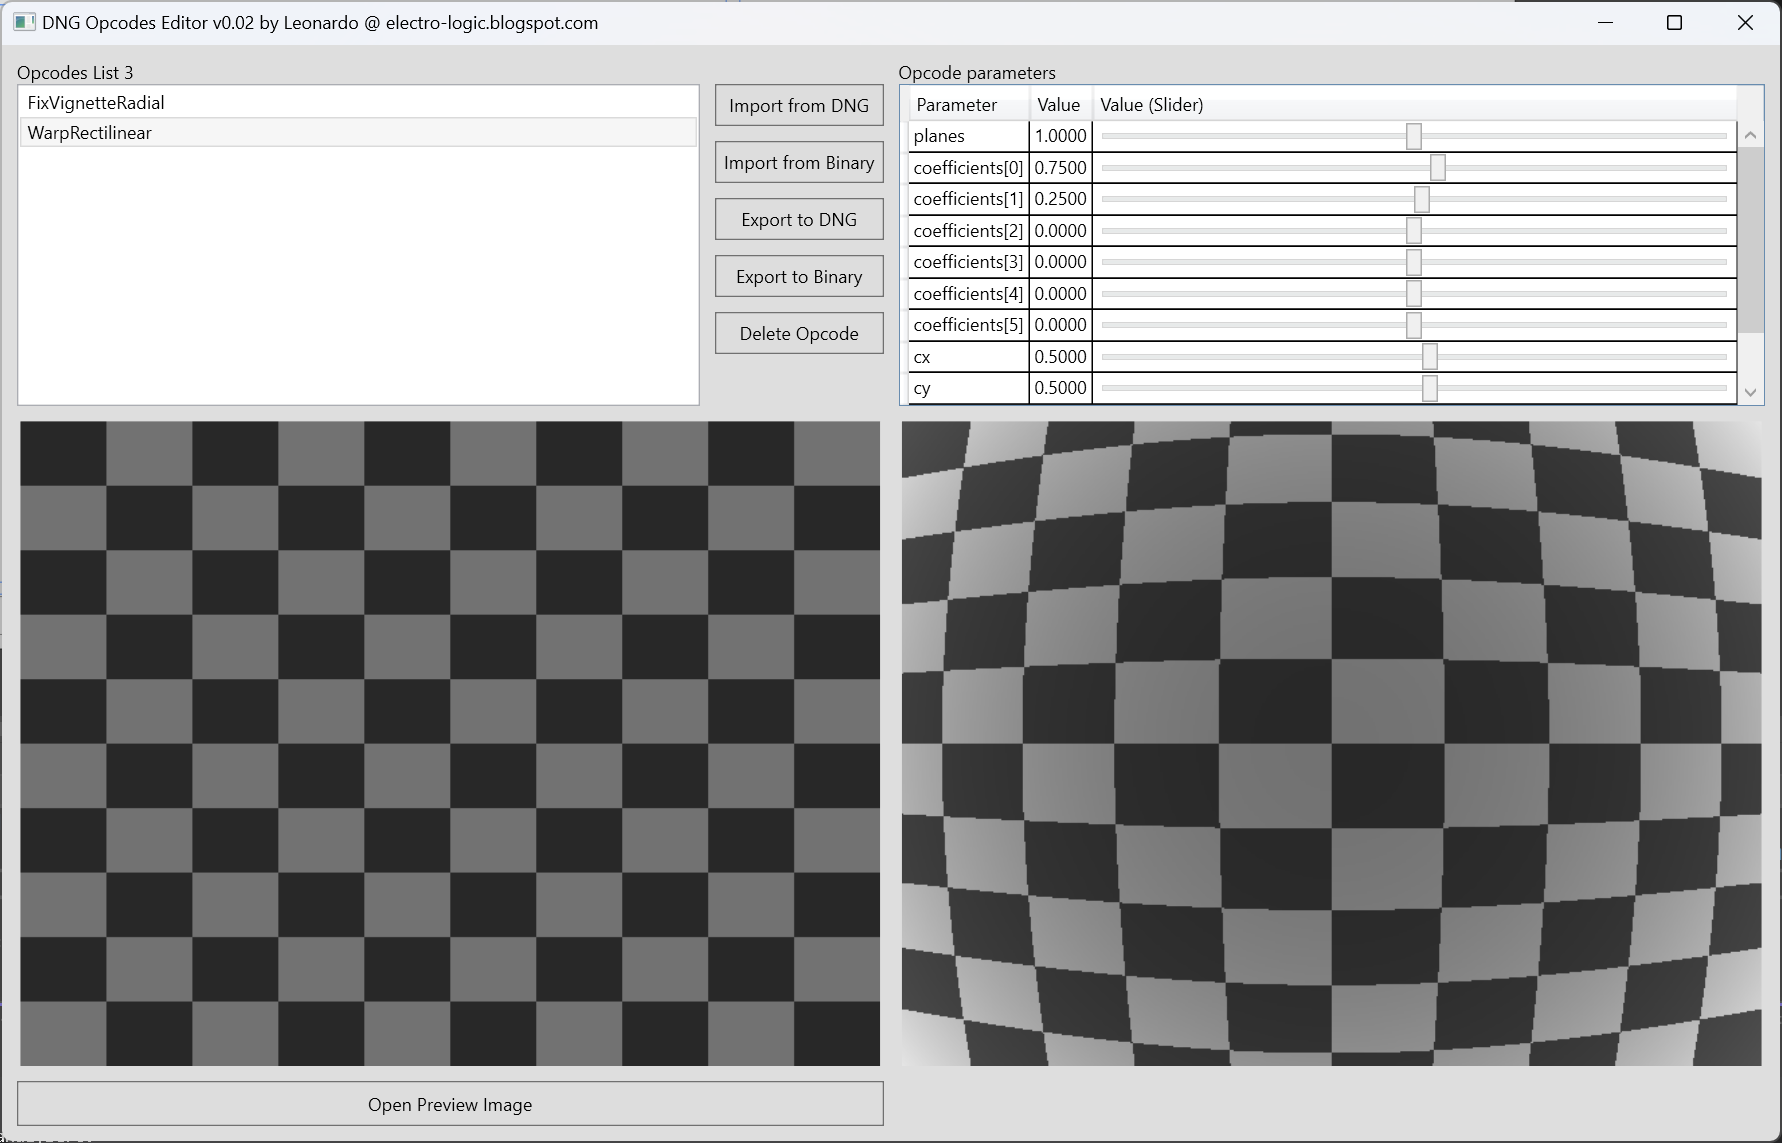 DNG Opcodes Editor v0.02 by Leonardo @ electro-logic.blogspot.com
Opcodes List 3
FixVignetteRadial
WarpRectilinear
Import from DNG
Import from Binary
Export to DNG
Export to Binary
Delete Opcode
Opcode parameters
Parameter Value Value (Slider)
planes 1.0000
coefficients[0] 0.7500
coefficients[1] 0.2500
coefficients[2] 0.0000
coefficients[3] 0.0000
coefficients[4] 0.0000
coefficients[5] 0.0000
cx 0.5000
cy 0.5000
Open Preview Image